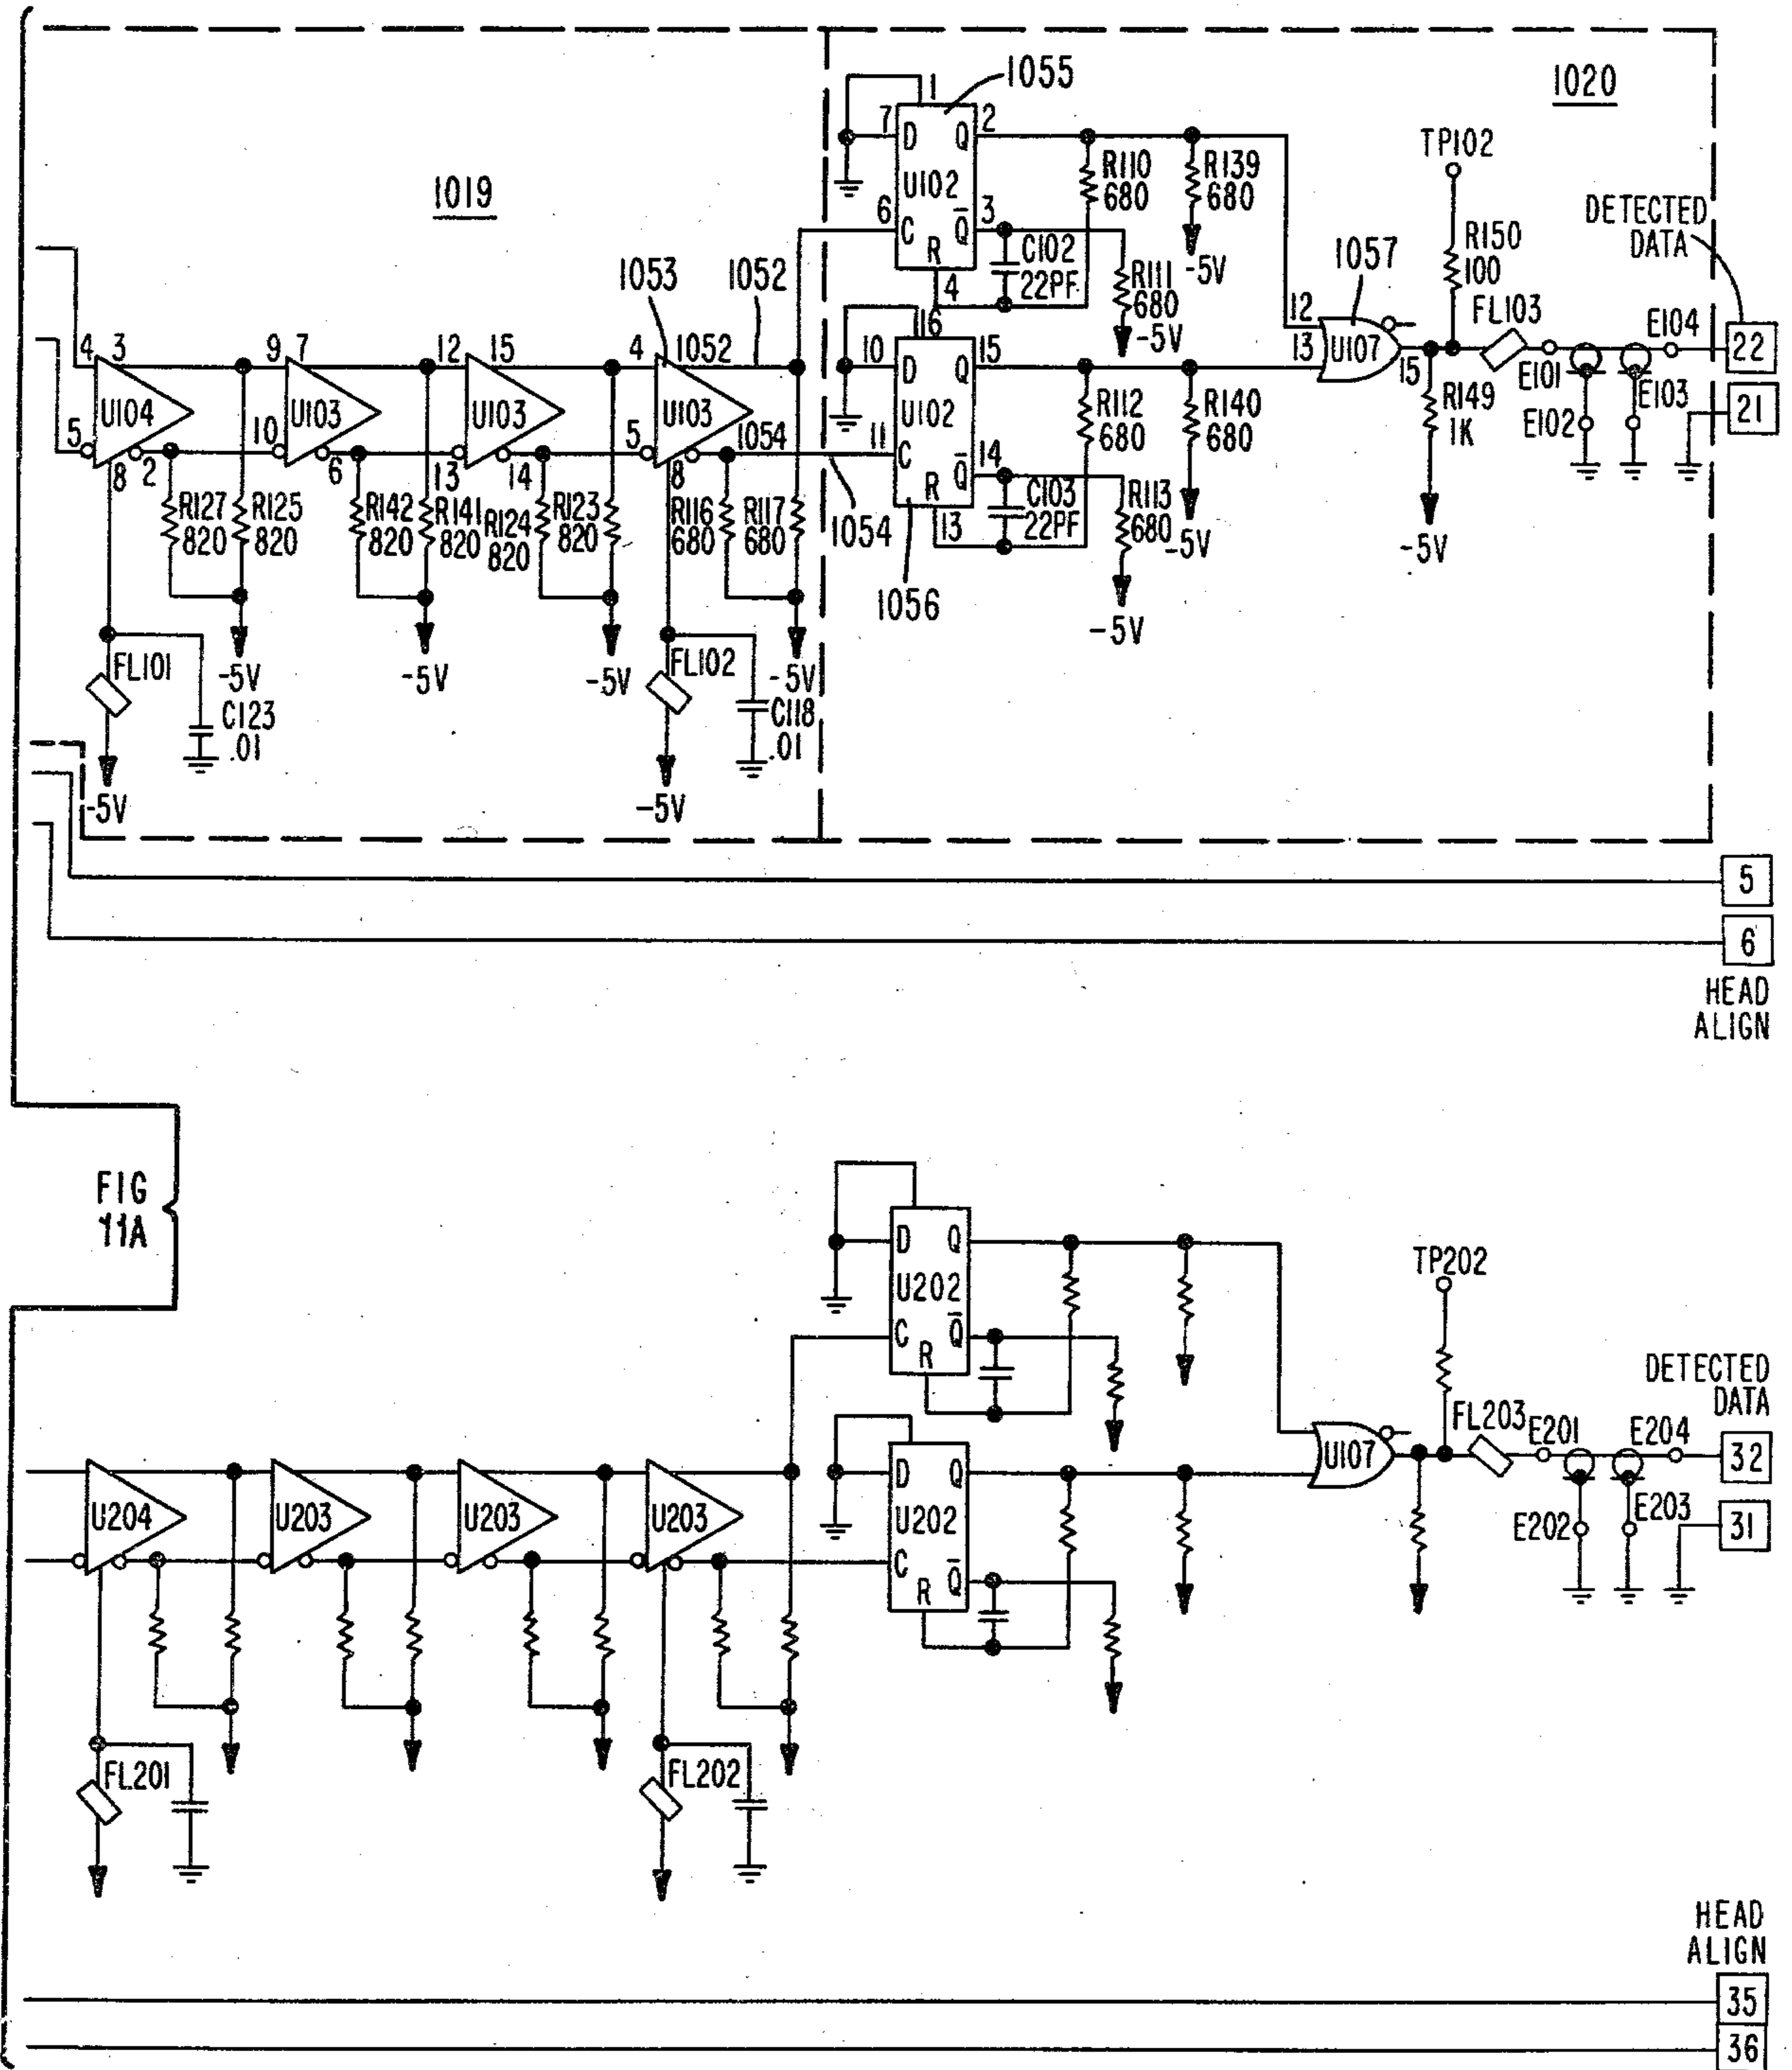 1055
1020
1
7
D
Q
2
TP102
R110
680
R139
680
U102
1019
DETECTED
DATA
6
3
C
Q
R
C102
22PF
R150
100
1053
1052
4
R111
680
-5V
1057
FL103
12
E104
16
-5V
4
3
9
7
12
15
4
1052
10
D
Q
15
13
U107
22
U104
U103
U103
U103
U102
R112
680
R140
680
15
E101
E103
R149
1K
21
5
10
5
1054
11
C
14
E102
8
2
6
13
14
8
R
Q
C103
22PF
R113
680
R127
820
R125
820
R142
820
R141
820
R124
820
R123
820
R116
680
R117
680
1054
13
-5V
-5V
1056
-5V
FL101
-5V
-5V
-5V
FL102
-5V
C123
.01
C118
.01
-5V
-5V
5
6
HEAD
ALIGN
FIG
11A
D
Q
U202
TP202
C
Q
R
DETECTED
DATA
FL203
E201
E204
D
Q
U107
32
U204
U203
U203
U203
U202
E202
E203
31
C
Q
R
FL201
FL202
HEAD
ALIGN
35
36